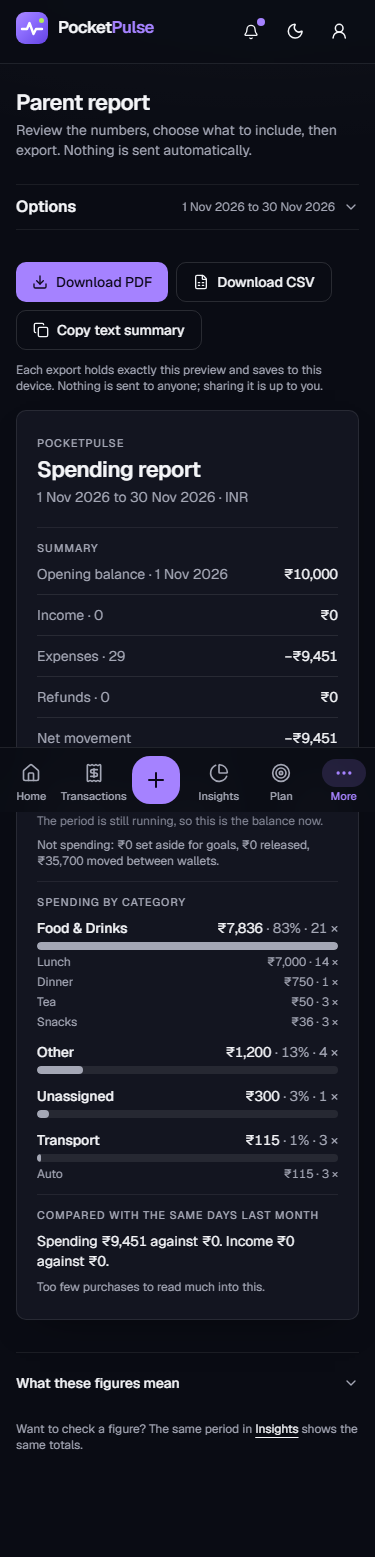 PocketPulse
Parent report
Review the numbers, choose what to include, then
export. Nothing is sent automatically.
Options 1 Nov 2026 to 30 Nov 2026
Download PDF Download CSV
Copy text summary
Each export holds exactly this preview and saves to this
device. Nothing is sent to anyone; sharing it is up to you.
POCKETPULSE
Spending report
1 Nov 2026 to 30 Nov 2026 · INR
SUMMARY
Opening balance · 1 Nov 2026 ₹10,000
Income · 0 ₹0
Expenses · 29 −₹9,451
Refunds · 0 ₹0
Net movement −₹9,451
Home Transactions Insights Plan More
The period is still running, so this is the balance now.
Not spending: ₹0 set aside for goals, ₹0 released,
₹35,700 moved between wallets.
SPENDING BY CATEGORY
Food & Drinks ₹7,836 · 83% · 21 ×
Lunch ₹7,000 · 14 ×
Dinner ₹750 · 1 ×
Tea ₹50 · 3 ×
Snacks ₹36 · 3 ×
Other ₹1,200 · 13% · 4 ×
Unassigned ₹300 · 3% · 1 ×
Transport ₹115 · 1% · 3 ×
Auto ₹115 · 3 ×
COMPARED WITH THE SAME DAYS LAST MONTH
Spending ₹9,451 against ₹0. Income ₹0
against ₹0.
Too few purchases to read much into this.
What these figures mean
Want to check a figure? The same period in Insights shows the
same totals.